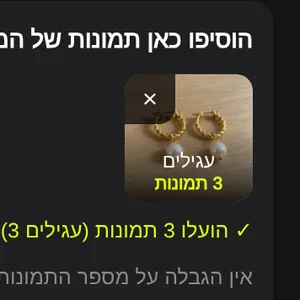 הוסיפו כאן תמונות של
×
עגילים
3 תמונות
✓ הועלו 3 תמונות (עגילים 3)
אין הגבלה על מספר התמונות